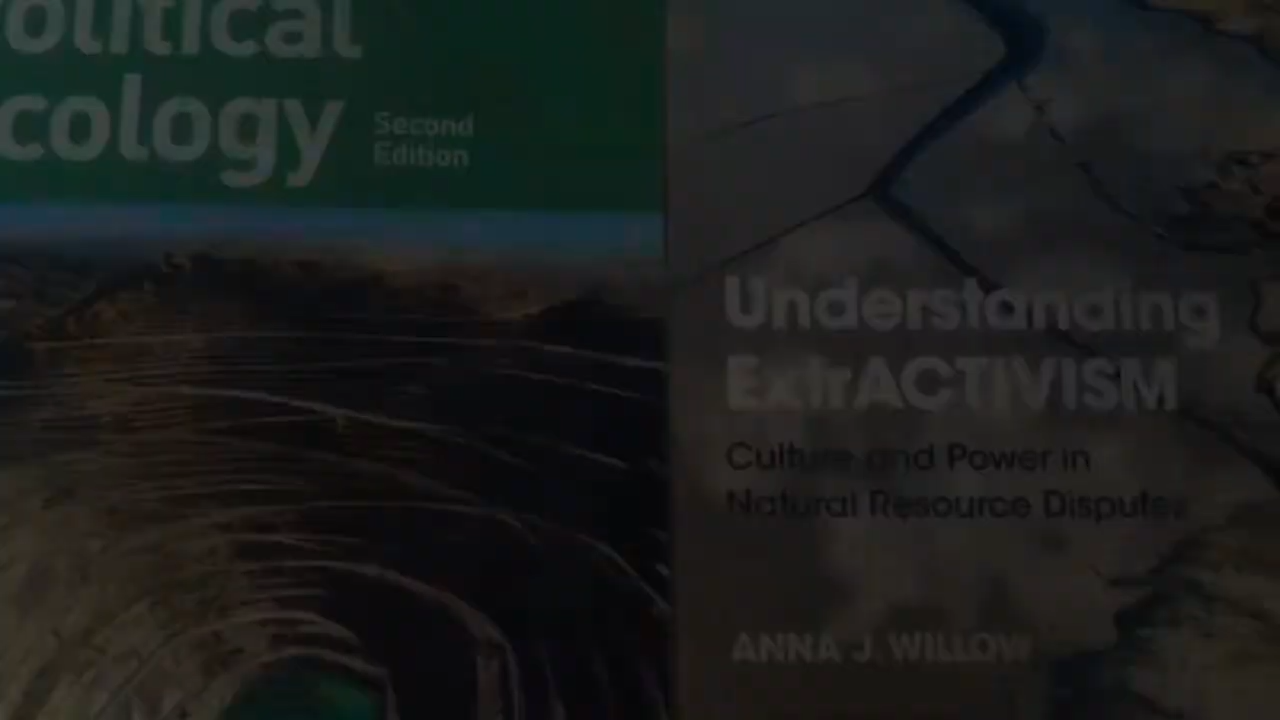 olitical
cology
Second
Edition
Understanding
ExtrACTIVISM
Culture and Power in
Natural Resource Disputes
ANNA J. WILLOW